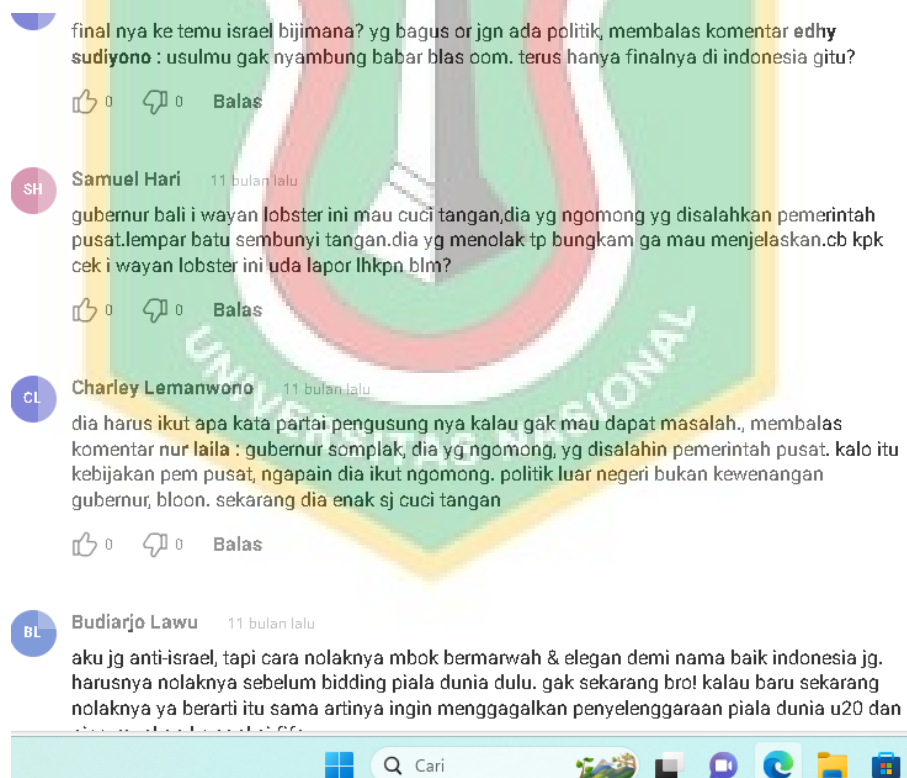 final nya ke temu israel bijimana? yg bagus or jgn ada politik, membalas komentar edhy
sudiyono : usulmu gak nyambung babar blas oom. terus hanya finalnya di indonesia gitu?
0 0 Balas
SH Samuel Hari 11 bulan lalu
gubernur bali i wayan lobster ini mau cuci tangan,dia yg ngomong yg disalahkan pemerintah
pusat.lempar batu sembunyi tangan.dia yg menolak tp bungkam ga mau menjelaskan.cb kpk
cek i wayan lobster ini uda lapor lhkpn blm?
0 0 Balas
UNIVERSITAS NASIONAL
CL Charley Lemanwono 11 bulan lalu
dia harus ikut apa kata partai pengusung nya kalau gak mau dapat masalah., membalas
komentar nur laila : gubernur somplak, dia yg ngomong, yg disalahin pemerintah pusat. kalo itu
kebijakan pem pusat, ngapain dia ikut ngomong. politik luar negeri bukan kewenangan
gubernur, bloon. sekarang dia enak sj cuci tangan
0 0 Balas
BL Budiarjo Lawu 11 bulan lalu
aku jg anti-israel, tapi cara nolaknya mbok bermarwah & elegan demi nama baik indonesia jg.
harusnya nolaknya sebelum bidding piala dunia dulu. gak sekarang bro! kalau baru sekarang
nolaknya ya berarti itu sama artinya ingin menggagalkan penyelenggaraan piala dunia u20 dan
Cari